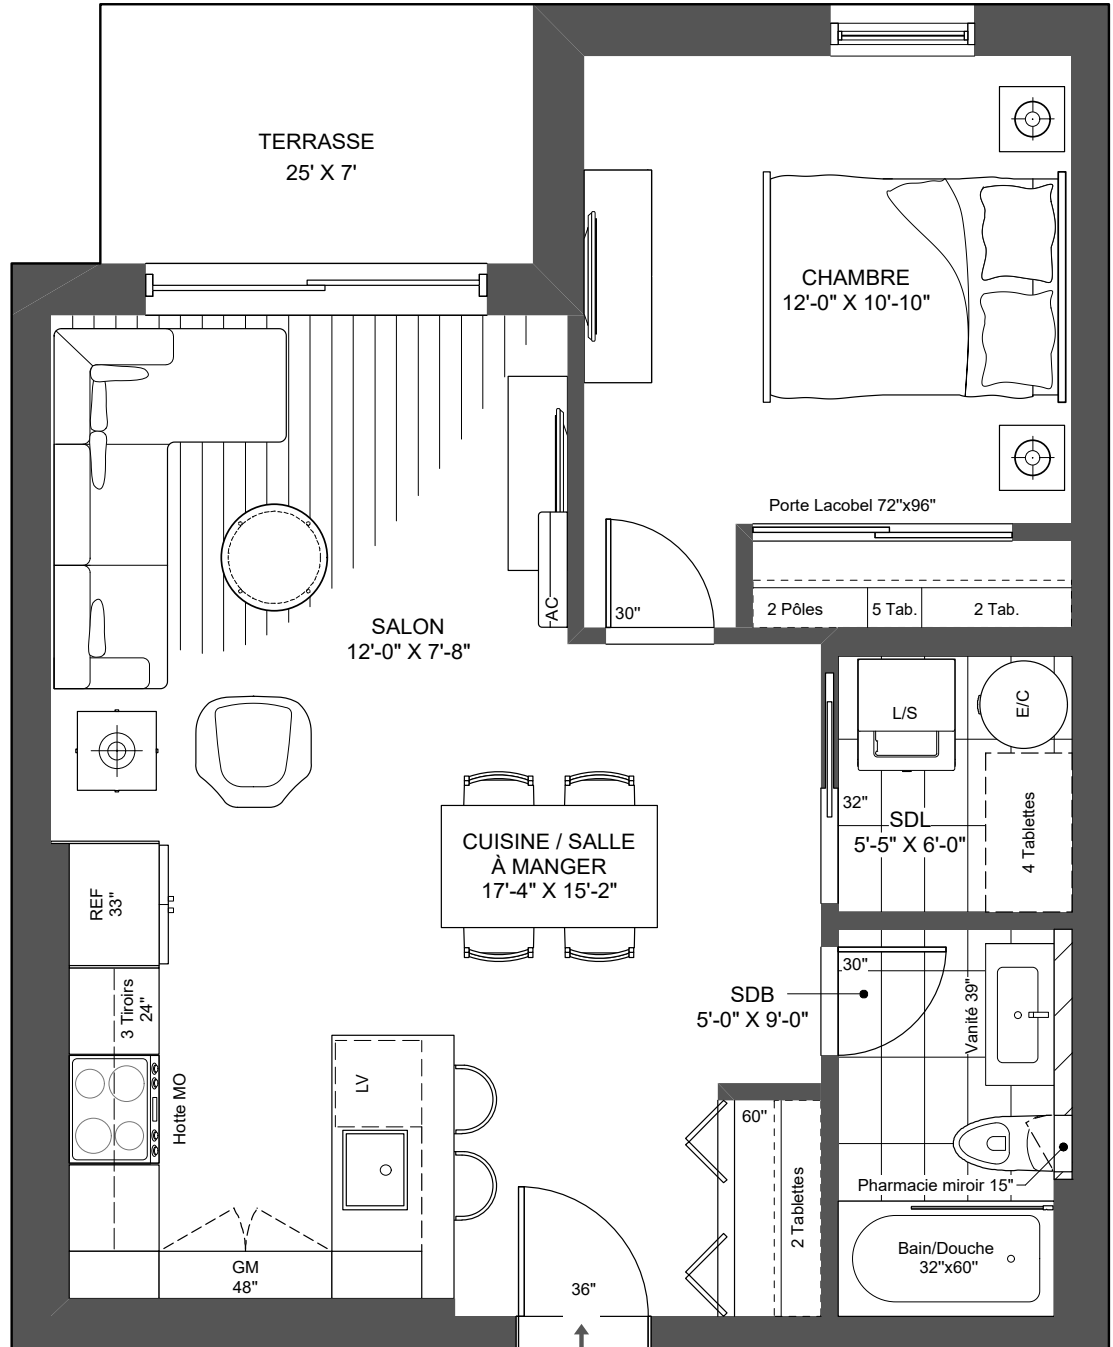 TERRASSE
25' X 7'
CHAMBRE
12'-0" X 10'-10"
Porte Lacobel 72"x96"
2 Pôles
5 Tab.
2 Tab.
30"
AC
SALON
12'-0" X 7'-8"
L/S
E/C
32"
SDL
5'-5" X 6'-0"
4 Tablettes
CUISINE / SALLE
À MANGER
17'-4" X 15'-2"
REF
33"
3 Tiroirs
24"
30"
SDB
5'-0" X 9'-0"
Vanité 39"
Hotte MO
LV
60"
2 Tablettes
Pharmacie miroir 15"
Bain/Douche
32"x60"
GM
48"
36"